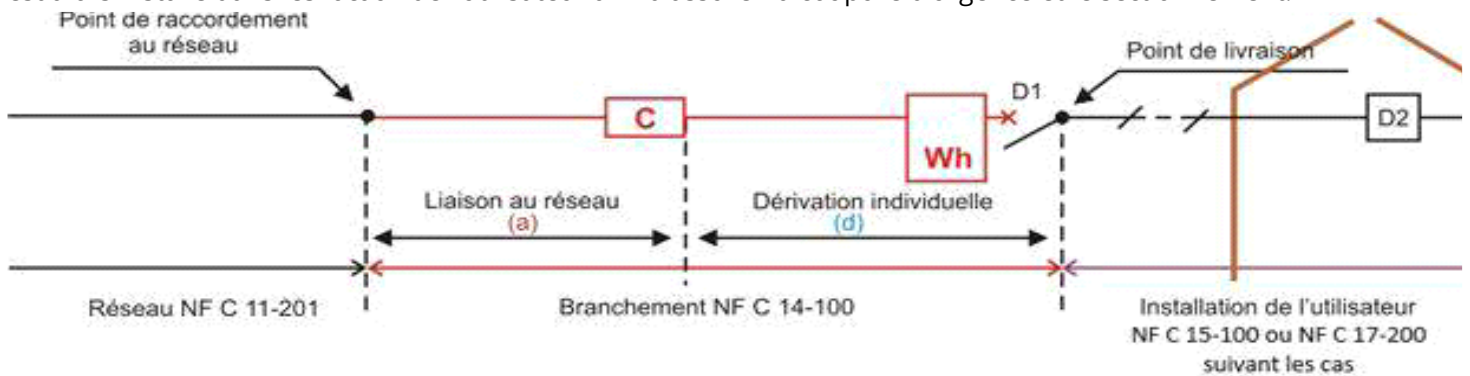 Point de raccordement
au réseau
Point de livraison
D1
C
Wh
D2
Liaison au réseau
(a)
Dérivation individuelle
(d)
Réseau NF C 11-201
Branchement NF C 14-100
Installation de l'utilisateur
NF C 15-100 ou NF C 17-200
suivant les cas